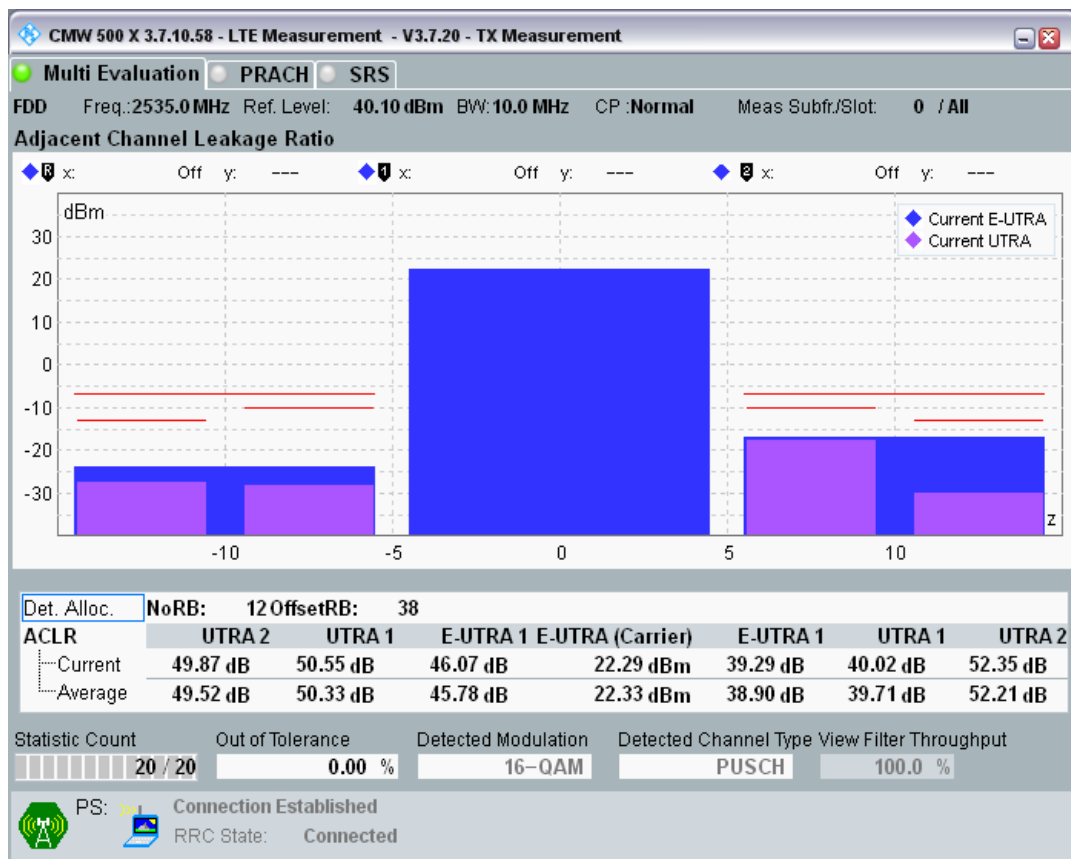 CMW 500 X 3.7.10.58 - LTE Measurement - V3.7.20 - TX Measurement
Multi Evaluation PRACH SRS
FDD Freq.:2535.0 MHz Ref. Level: 40.10 dBm BW: 10.0 MHz CP :Normal Meas Subfr./Slot: 0 / All
Adjacent Channel Leakage Ratio
R x: Off y: --- 1 x: Off y: --- 2 x: Off y: ---
dBm
Current E-UTRA
Current UTRA
30
20
10
0
-10
-20
-30
z
-10 -5 0 5 10
Det. Alloc. NoRB: 12 OffsetRB: 38
ACLR UTRA 2 UTRA 1 E-UTRA 1 E-UTRA (Carrier) E-UTRA 1 UTRA 1 UTRA 2
Current 49.87 dB 50.55 dB 46.07 dB 22.29 dBm 39.29 dB 40.02 dB 52.35 dB
Average 49.52 dB 50.33 dB 45.78 dB 22.33 dBm 38.90 dB 39.71 dB 52.21 dB
Statistic Count Out of Tolerance Detected Modulation Detected Channel Type View Filter Throughput
20 / 20 0.00 % 16-QAM PUSCH 100.0 %
PS: Connection Established
RRC State: Connected